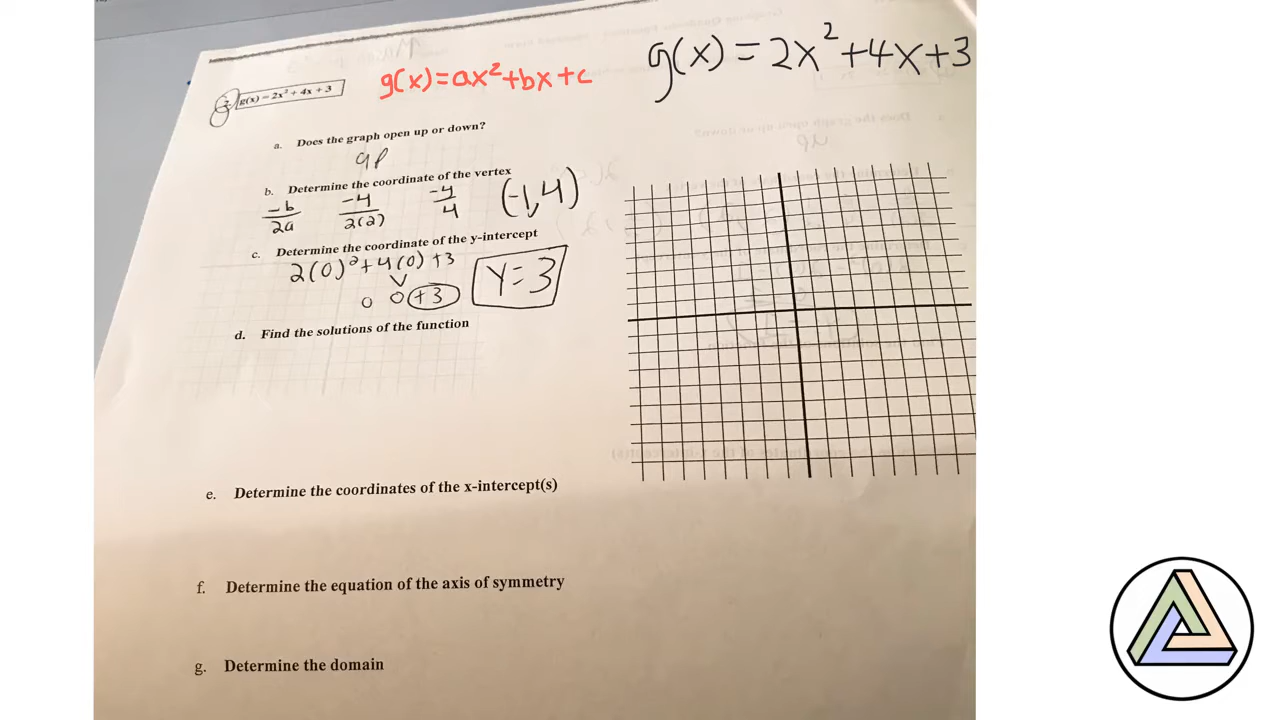 g(x) = 2x² + 4x + 3
g(x) = ax² + bx + c
g(x) = 2x² + 4x + 3
a. Does the graph open up or down?
up
b. Determine the coordinate of the vertex
-b/2a -4/2(2) -4/4 (-1, 4)
c. Determine the coordinate of the y-intercept
2(0)² + 4(0) + 3
0 0 + 3
Y = 3
d. Find the solutions of the function
e. Determine the coordinates of the x-intercept(s)
f. Determine the equation of the axis of symmetry
g. Determine the domain